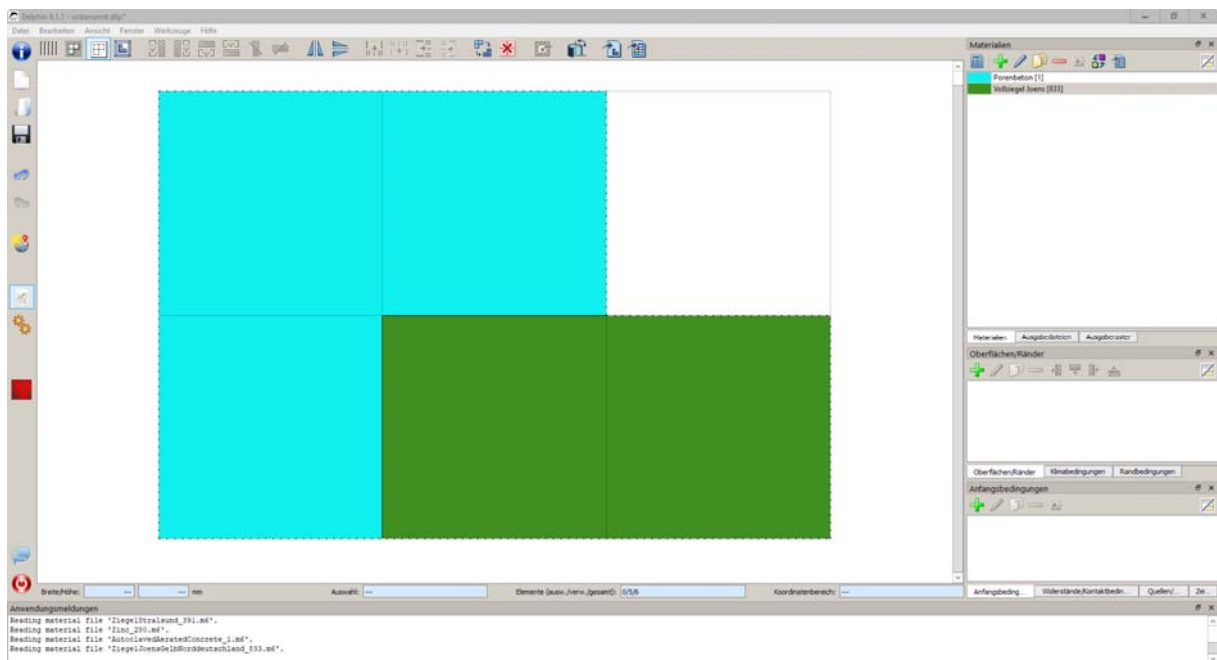 Delphin 6.1.1 - unbenannt.d6p*
Datei Bearbeiten Ansicht Fenster Werkzeuge Hilfe
Materialien
Porenbeton [1]
Vollziegel Joens [833]
Materialien Ausgabedateien Ausgaberaster
Oberflächen/Ränder
Oberflächen/Ränder Klimabedingungen Randbedingungen
Anfangsbedingungen
Breite/Höhe: --- --- mm Auswahl: --- Elemente (ausw./verw./gesamt): 0/5/6 Koordinatenbereich: ---
Anfangsbeding... Widerstände/Kontaktbedin... Quellen/... Zei...
Anwendungsmeldungen
Reading material file 'ZiegelStralsund_391.m6'.
Reading material file 'Zinc_280.m6'.
Reading material file 'AutoclavedAeratedConcrete_1.m6'.
Reading material file 'ZiegelJoensGelbNorddeutschland_833.m6'.